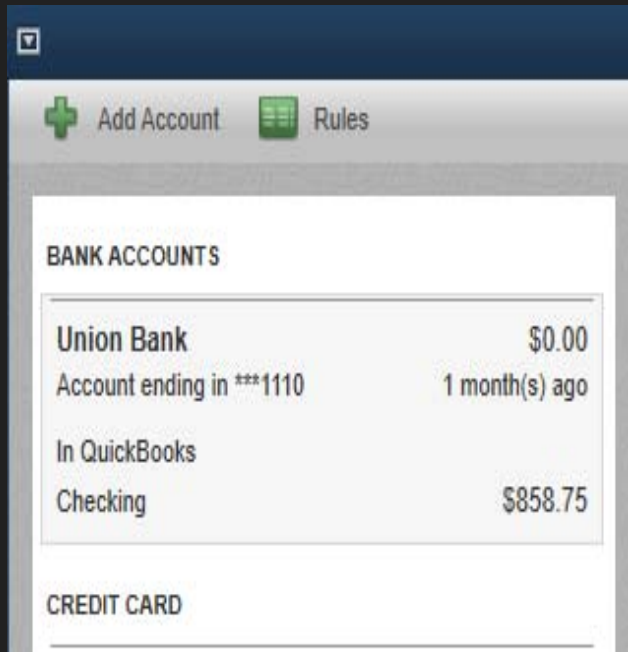 Add Account Rules
BANK ACCOUNTS
Union Bank $0.00
Account ending in ***1110 1 month(s) ago
In QuickBooks
Checking $858.75
CREDIT CARD